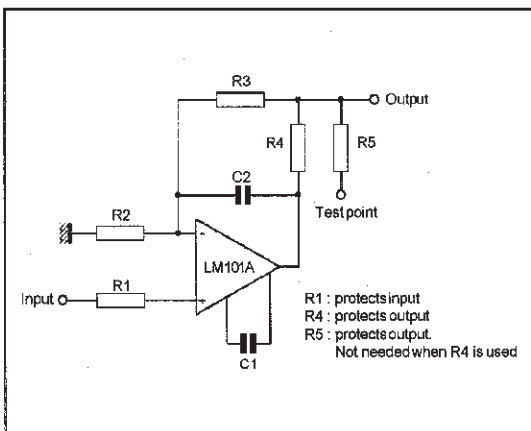 R3
Output
R4
R5
C2
Test point
R2
LM101A
R1
Input
R1 : protects input
R4 : protects output
R5 : protects output.
Not needed when R4 is used
C1